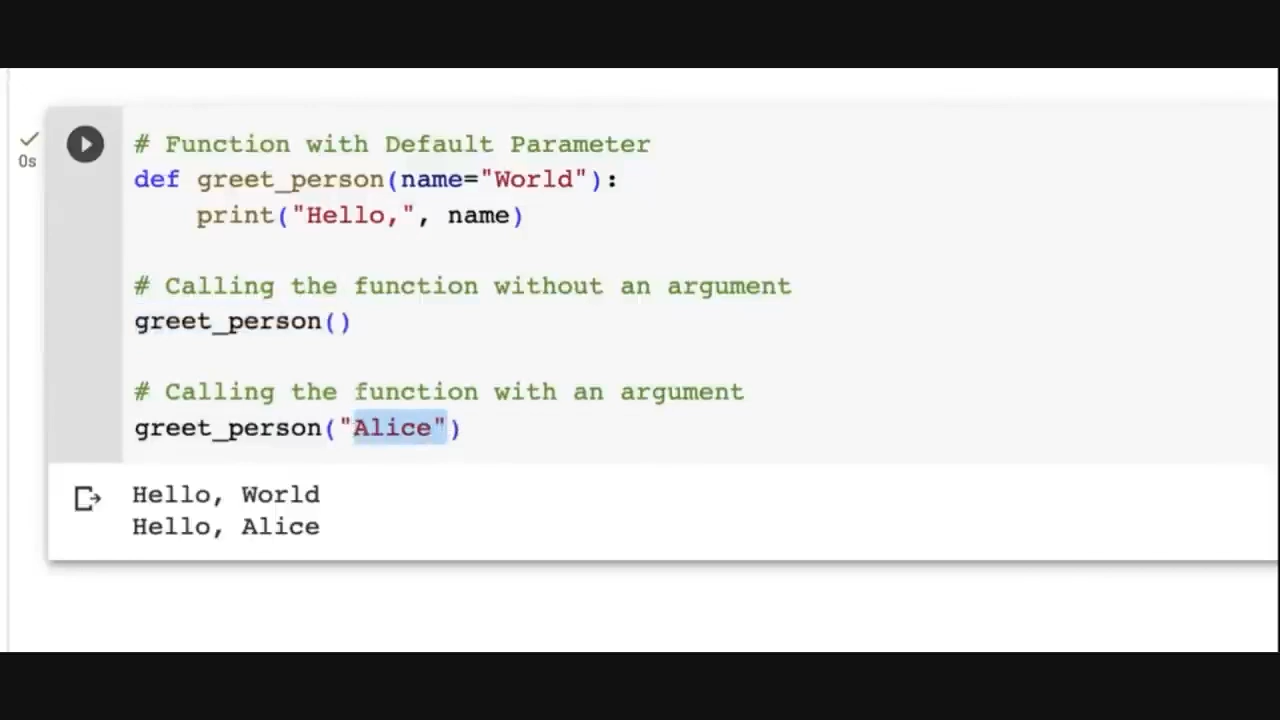 # Function with Default Parameter
def greet_person(name="World"):
    print("Hello,", name)
# Calling the function without an argument
greet_person()
# Calling the function with an argument
greet_person("Alice")
0s
Hello, World
Hello, Alice